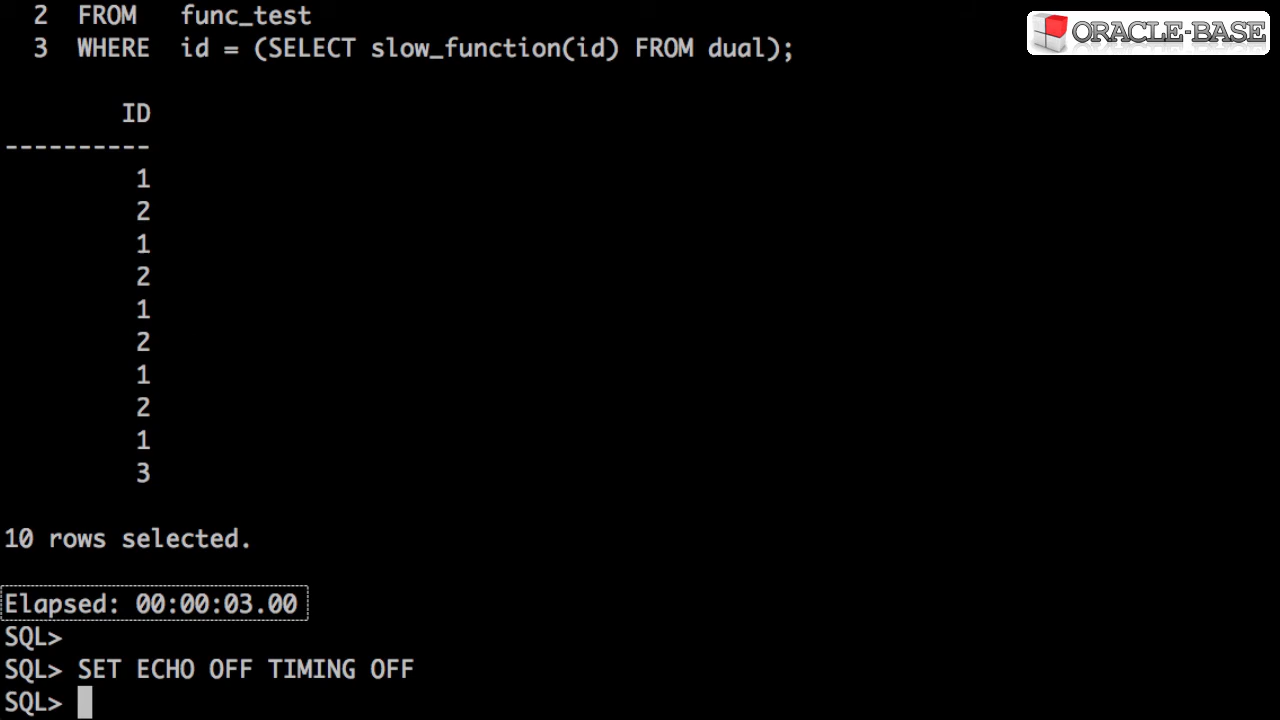 2  FROM   func_test
3  WHERE  id = (SELECT slow_function(id) FROM dual);
ORACLE-BASE
ID
----------
1
2
1
2
1
2
1
2
1
3
10 rows selected.
Elapsed: 00:00:03.00
SQL>
SQL> SET ECHO OFF TIMING OFF
SQL>